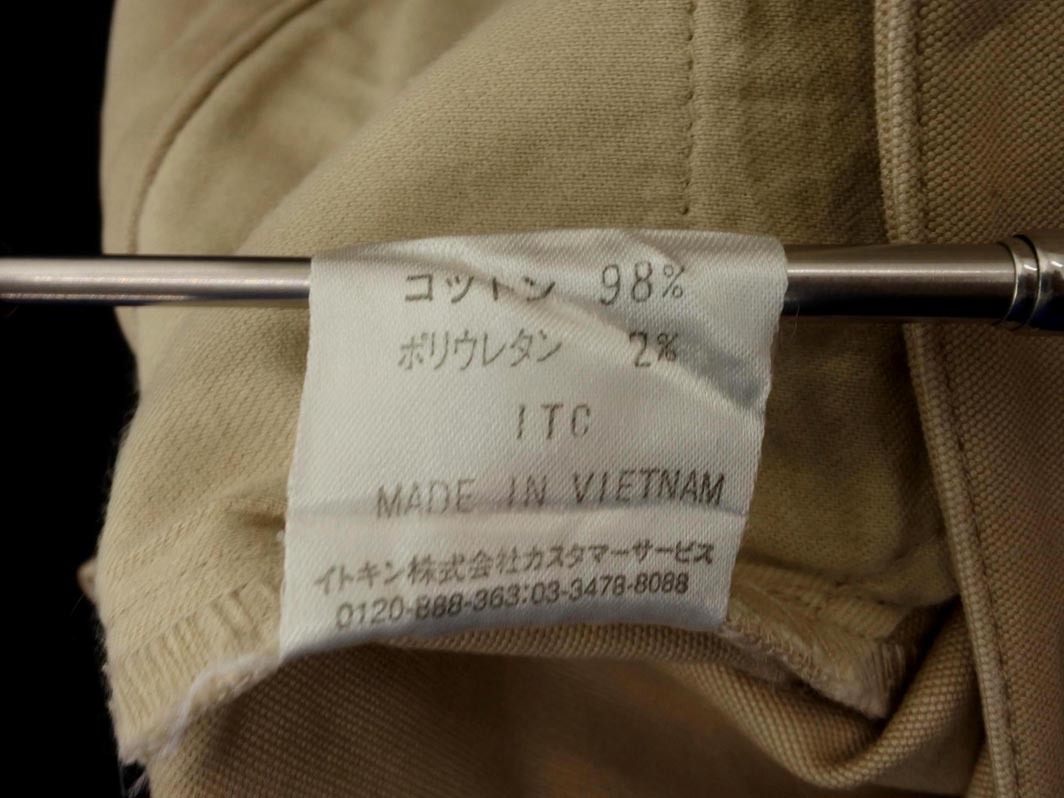 コットン 98%
ポリウレタン 2%
ITC
MADE IN VIETNAM
イトキン株式会社カスタマーサービス
0120-888-363:03-3478-8088